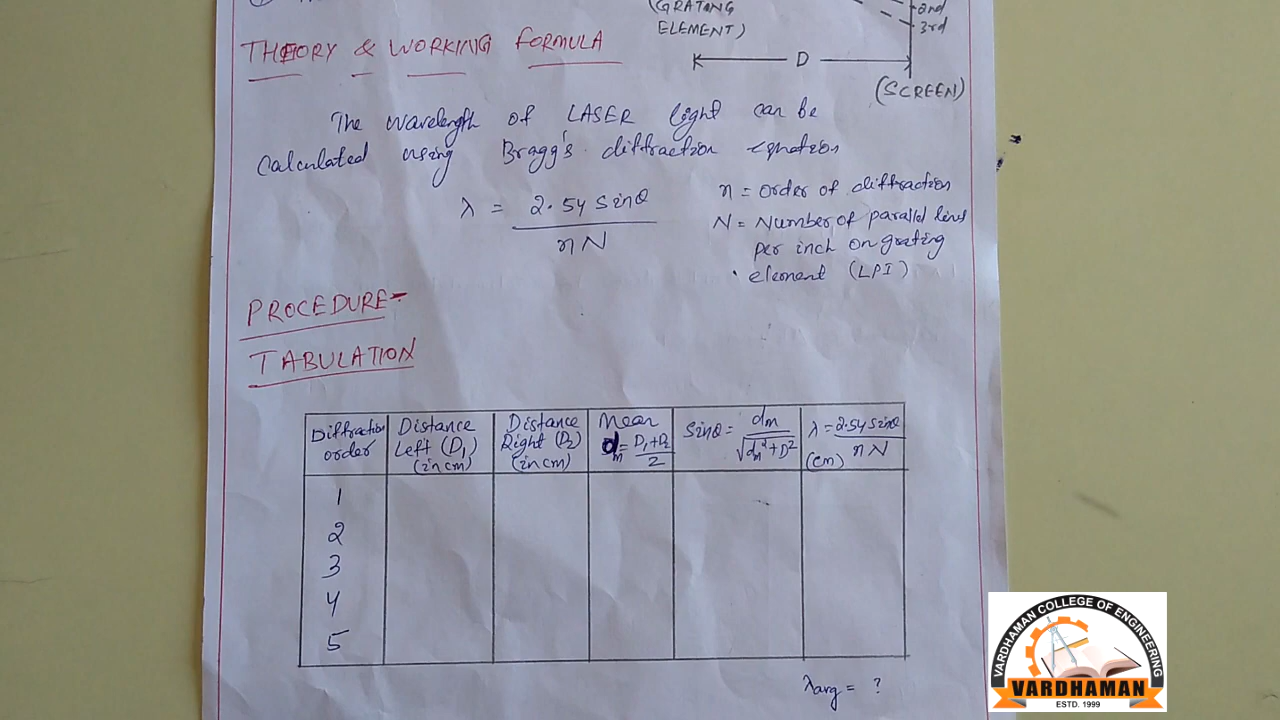 (GRATING
ELEMENT)
2nd
3rd
D
(SCREEN)
THEORY & WORKING FORMULA
The wavelength of LASER light can be
calculated using Bragg's diffraction equation
λ = 2.54 sinθ / nN
n = order of diffraction
N = Number of parallel lines
per inch on grating
element (LPI)
PROCEDURE-
TABULATION
Diffraction order | Distance Left (D₁) (in cm) | Distance Right (D₂) (in cm) | Mean dₘ = D₁+D₂ / 2 | sinθ = dₘ / √dₘ²+D² | λ = 2.54 sinθ / nN (cm)
1
2
3
4
5
λavg = ?
VARDHAMAN COLLEGE OF ENGINEERING
VARDHAMAN
ESTD. 1999